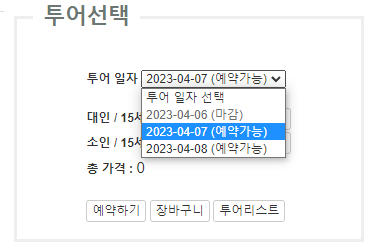 투어선택
투어 일자 2023-04-07 (예약가능)
투어 일자 선택
2023-04-06 (마감)
대인 / 15세
2023-04-07 (예약가능)
소인 / 15세
2023-04-08 (예약가능)
총 가격 : 0
예약하기 장바구니 투어리스트